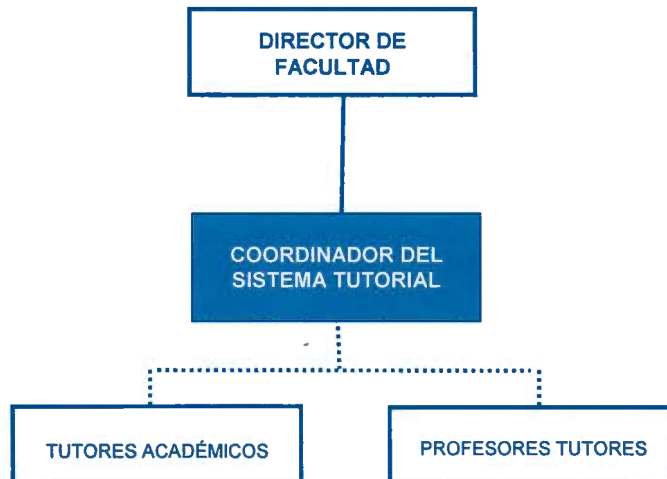 DIRECTOR DE
FACULTAD
COORDINADOR DEL
SISTEMA TUTORIAL
TUTORES ACADÉMICOS
PROFESORES TUTORES